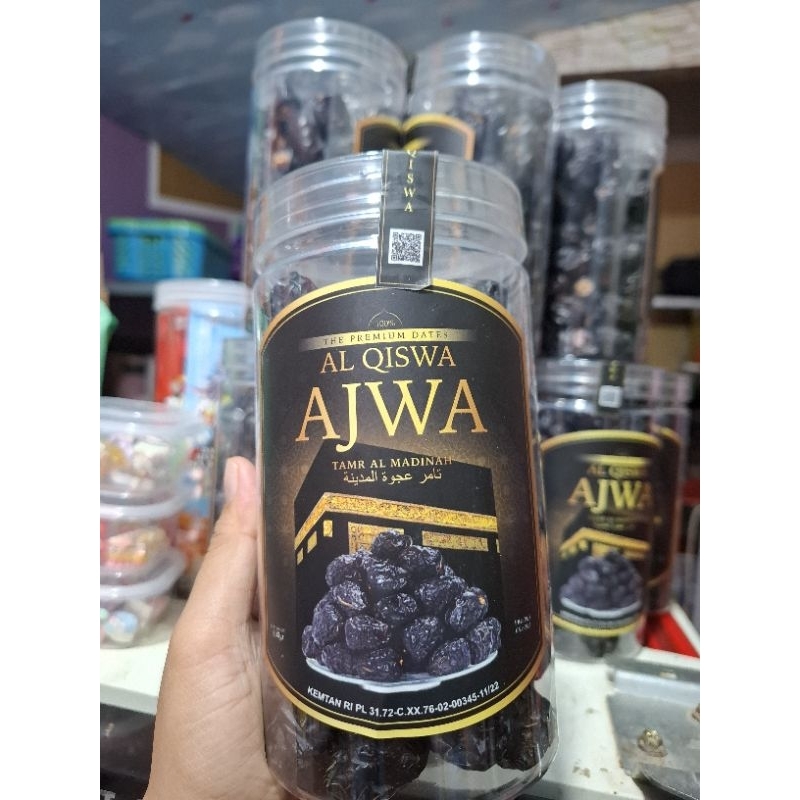 QISWA
100%
THE PREMIUM DATES
AL QISWA
AJWA
TAMR AL MADINAH
تامر عجوة المدينة
KEMTAN RI PL 31.72-C.XX.76-02-00345-11/22
AL QISWA
AJWA